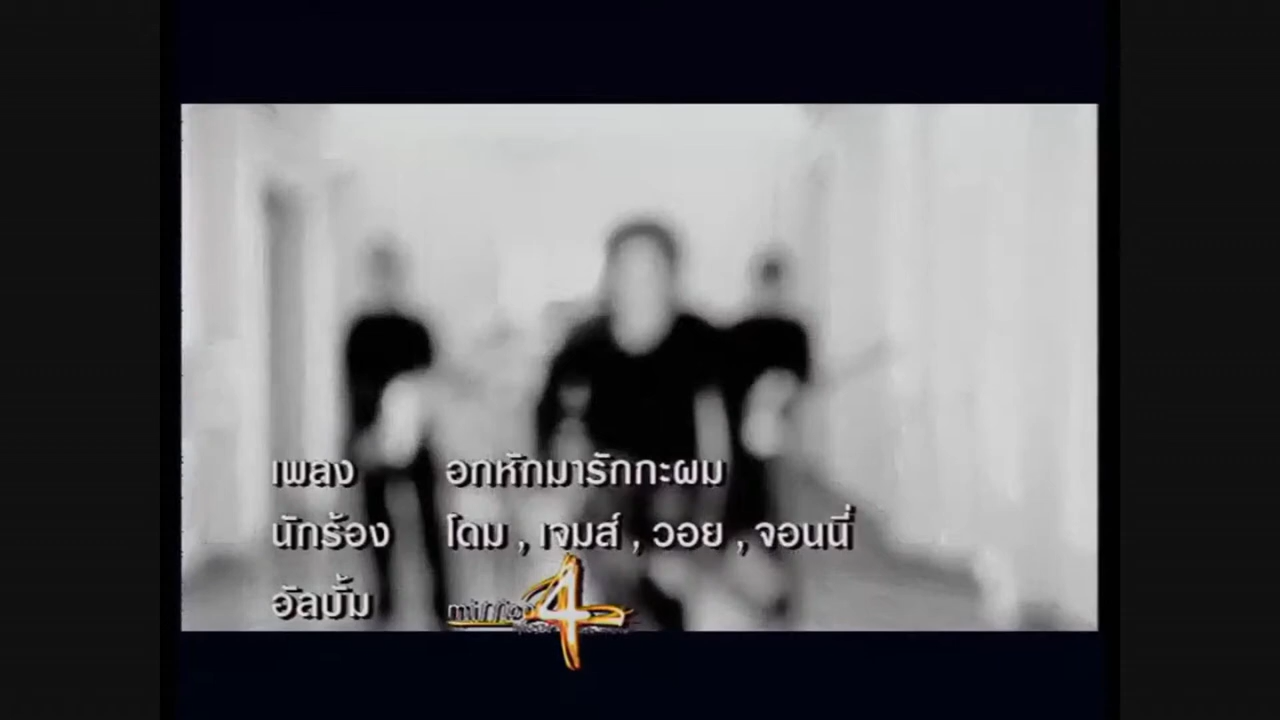 เพลง อกหักมารักกะผม
นักร้อง โดม , เจมส์ , วอย , จอนนี่
อัลบั้ม mission 4